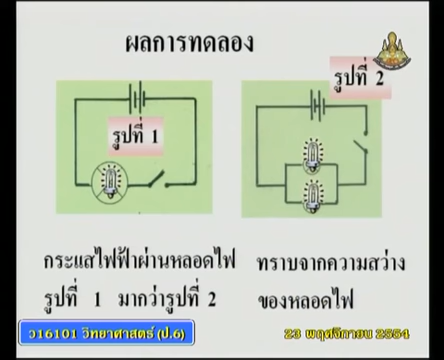 ผลการทดลอง
รูปที่ 1
รูปที่ 2
กระแสไฟฟ้าผ่านหลอดไฟ
รูปที่ 1 มากว่ารูปที่ 2
ทราบจากความสว่าง
ของหลอดไฟ
ว16101 วิทยาศาสตร์ (ป.6)
23 พฤศจิกายน 2554